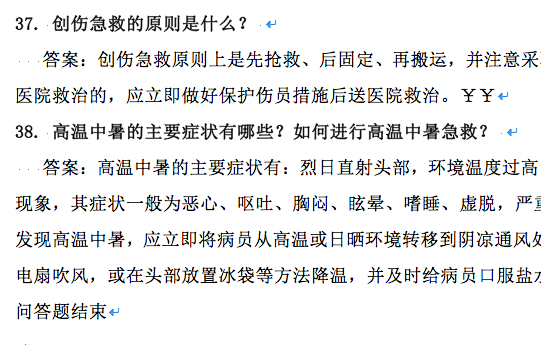 37. 创伤急救的原则是什么？
答案：创伤急救原则上是先抢救、后固定、再搬运，并注意采
医院救治的，应立即做好保护伤员措施后送医院救治。￥￥
38. 高温中暑的主要症状有哪些？如何进行高温中暑急救？
答案：高温中暑的主要症状有：烈日直射头部，环境温度过高
现象，其症状一般为恶心、呕吐、胸闷、眩晕、嗜睡、虚脱，严重
发现高温中暑，应立即将病员从高温或日晒环境转移到阴凉通风处
电扇吹风，或在头部放置冰袋等方法降温，并及时给病员口服盐水
问答题结束